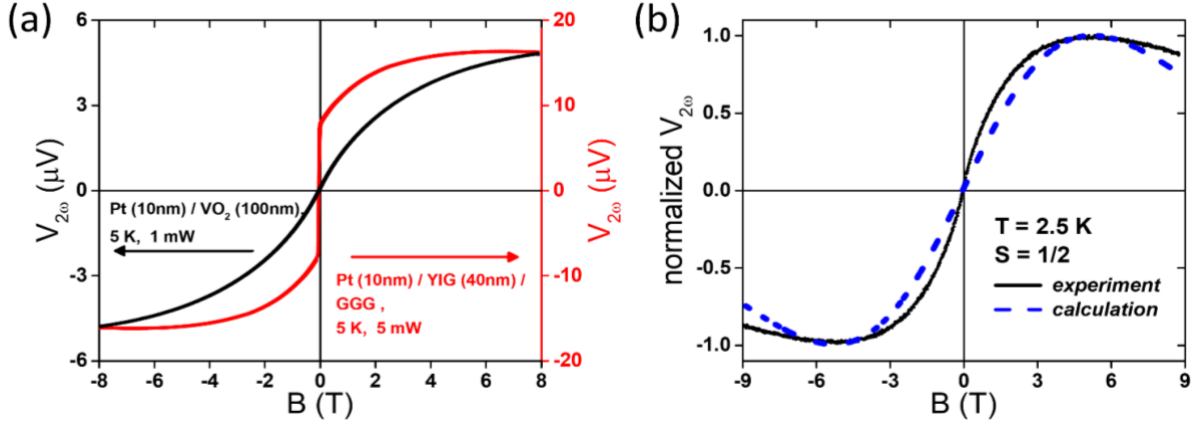 (a)
6
3
0
-3
-6
V2ω (μV)
20
10
0
-10
-20
V2ω (μV)
Pt (10nm) / VO2 (100nm),
5 K, 1 mW
Pt (10nm) / YIG (40nm) /
GGG ,
5 K, 5 mW
-8 -6 -4 -2 0 2 4 6 8
B (T)
(b)
1.0
0.5
0.0
-0.5
-1.0
normalized V2ω
T = 2.5 K
S = 1/2
experiment
calculation
-9 -6 -3 0 3 6 9
B (T)